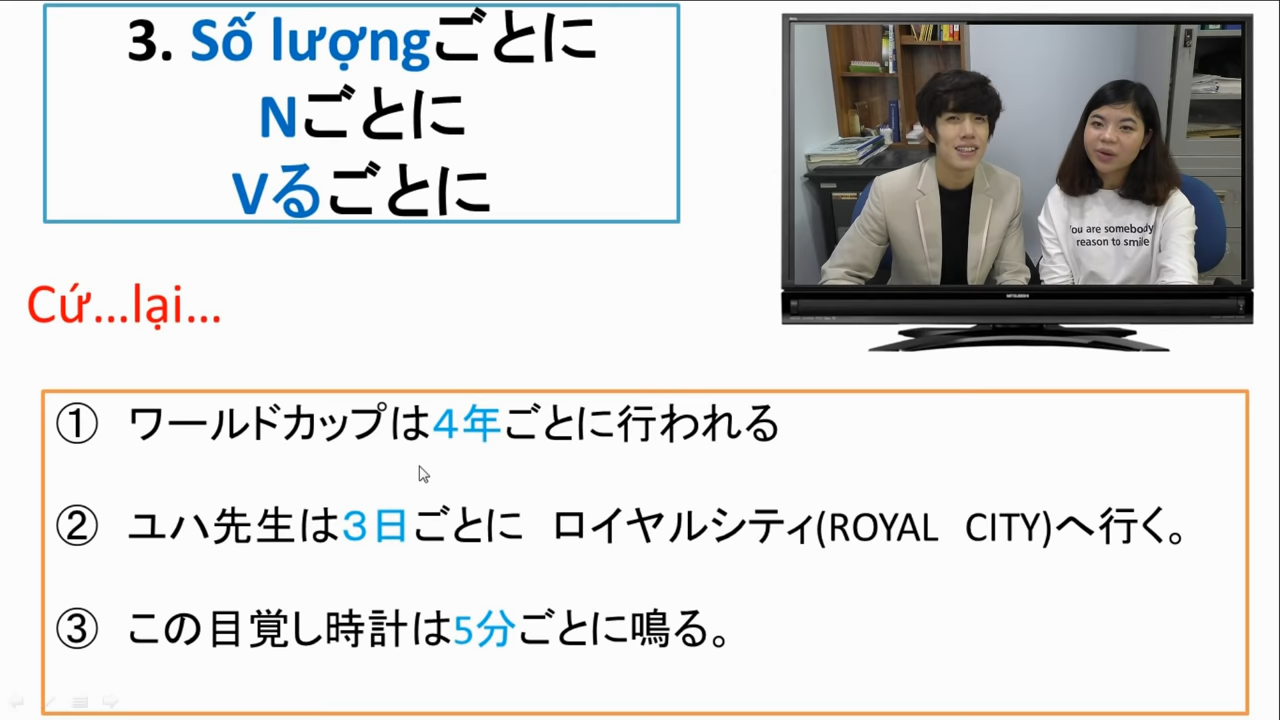 3. Số lượngごとに
Nごとに
Vるごとに
You are somebody
reason to smile
MITSUBISHI
Cứ...lại...
① ワールドカップは４年ごとに行われる
② ユハ先生は３日ごとに ロイヤルシティ(ROYAL CITY)へ行く。
③ この目覚し時計は5分ごとに鳴る。